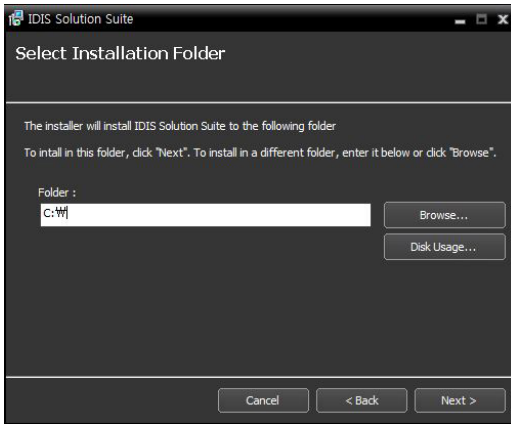 IDIS Solution Suite
Select Installation Folder
The installer will install IDIS Solution Suite to the following folder
To intall in this folder, click "Next". To install in a different folder, enter it below or click "Browse".
Folder :
C:₩
Browse...
Disk Usage...
Cancel
< Back
Next >